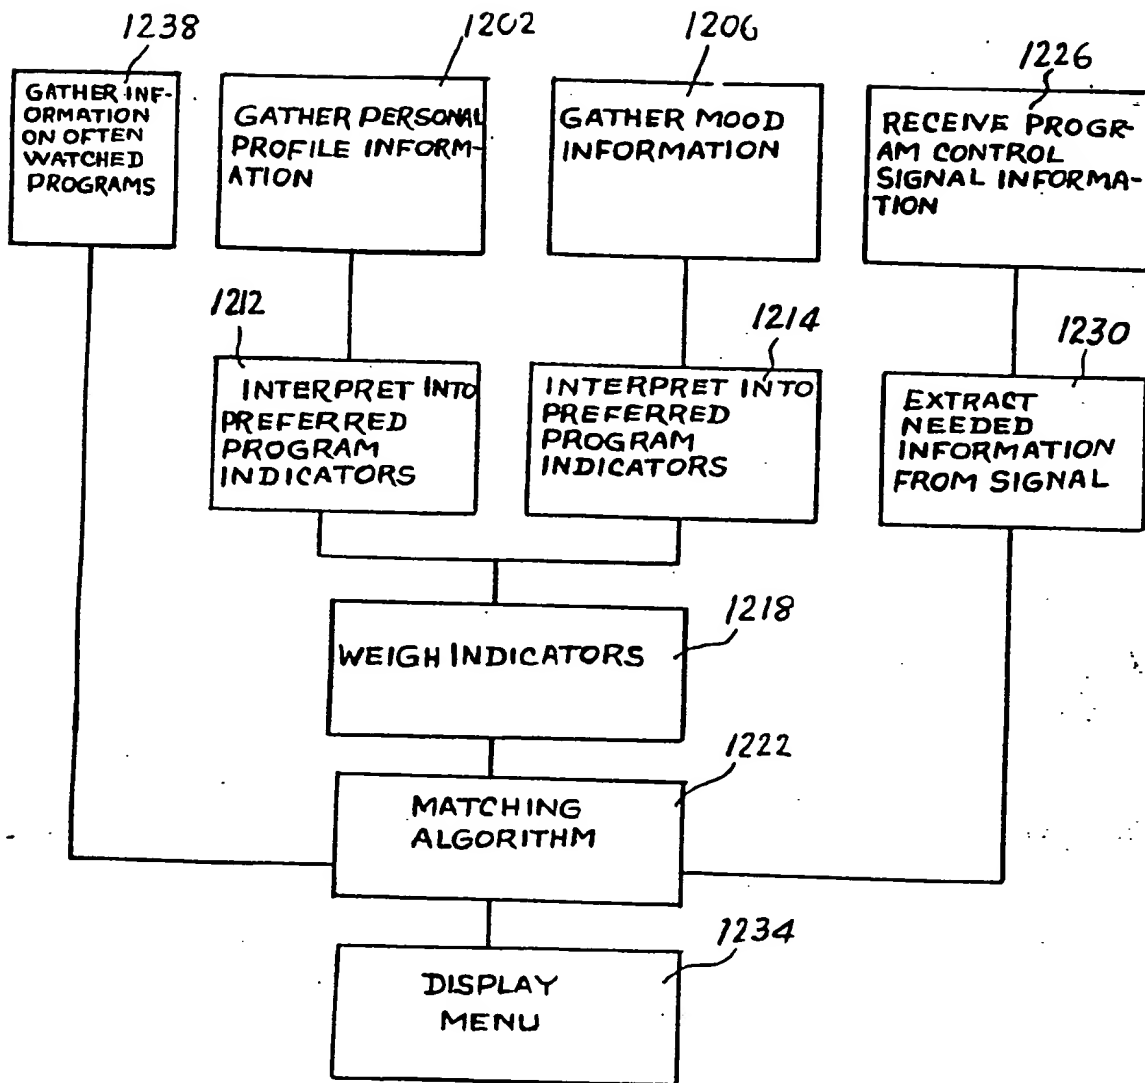 1238
1202
1206
1226
GATHER INF-
ORMATION
ON OFTEN
WATCHED
PROGRAMS
GATHER PERSONAL
PROFILE INFORM-
ATION
GATHER MOOD
INFORMATION
RECEIVE PROGR-
AM CONTROL
SIGNAL INFORMA-
TION
1212
1214
1230
INTERPRET INTO
PREFERRED
PROGRAM
INDICATORS
INTERPRET INTO
PREFERRED
PROGRAM
INDICATORS
EXTRACT
NEEDED
INFORMATION
FROM SIGNAL
1218
WEIGH INDICATORS
1222
MATCHING
ALGORITHM
1234
DISPLAY
MENU